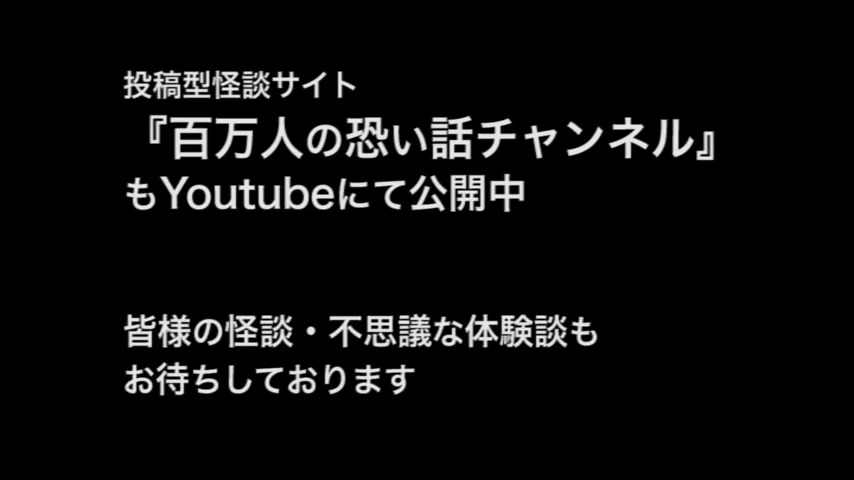 投稿型怪談サイト
『百万人の恐い話チャンネル』
もYoutubeにて公開中
皆様の怪談・不思議な体験談も
お待ちしております